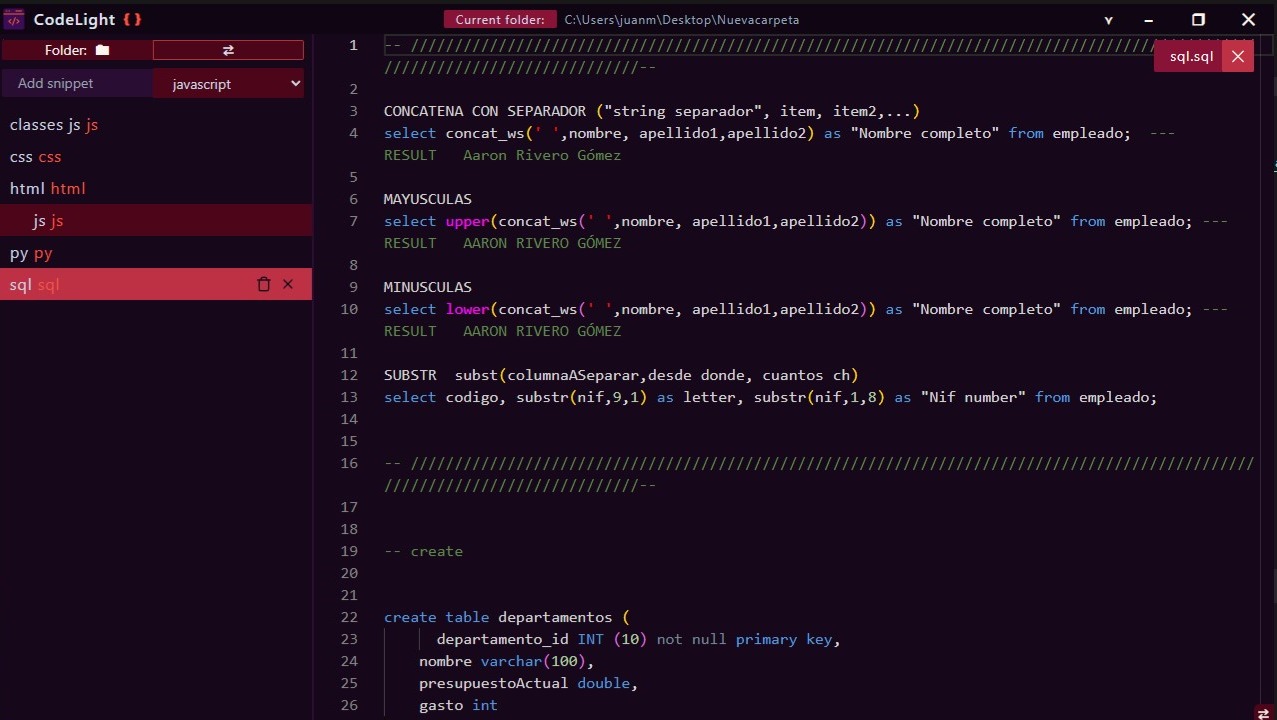 CodeLight { }
Current folder: C:\Users\juanm\Desktop\Nuevacarpeta
Folder:
Add snippet
javascript
classes js js
css css
html html
js js
py py
sql sql
sql.sql
1 -- ////////////////////////////////////////////////////////////////////////////////////////////////
/////////////////////////////--
2
3 CONCATENA CON SEPARADOR ("string separador", item, item2,...)
4 select concat_ws(' ',nombre, apellido1,apellido2) as "Nombre completo" from empleado;  ---
RESULT   Aaron Rivero Gómez
5
6 MAYUSCULAS
7 select upper(concat_ws(' ',nombre, apellido1,apellido2)) as "Nombre completo" from empleado; ---
RESULT   AARON RIVERO GÓMEZ
8
9 MINUSCULAS
10 select lower(concat_ws(' ',nombre, apellido1,apellido2)) as "Nombre completo" from empleado; ---
RESULT   AARON RIVERO GÓMEZ
11
12 SUBSTR  subst(columnaASeparar,desde donde, cuantos ch)
13 select codigo, substr(nif,9,1) as letter, substr(nif,1,8) as "Nif number" from empleado;
14
15
16 -- ////////////////////////////////////////////////////////////////////////////////////////////////
/////////////////////////////--
17
18
19 -- create
20
21
22 create table departamentos (
23 departamento_id INT (10) not null primary key,
24 nombre varchar(100),
25 presupuestoActual double,
26 gasto int